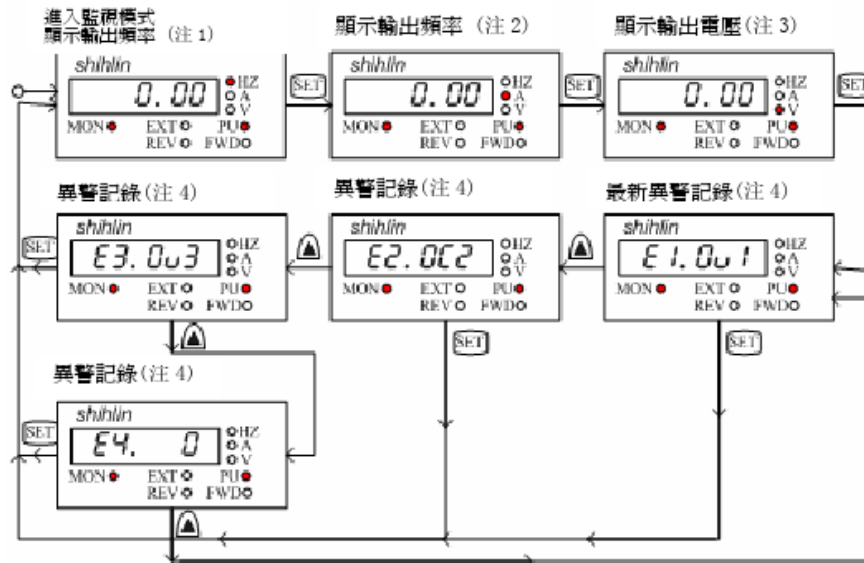 進入監視模式
顯示輸出頻率 (注 1)
顯示輸出頻率 (注 2)
顯示輸出電壓(注 3)
shihlin
0.00
HZ
A
V
MON
EXT
PU
REV
FWD
SET
shihlin
0.00
HZ
A
V
MON
EXT
PU
REV
FWD
SET
shihlin
0.00
HZ
A
V
MON
EXT
PU
REV
FWD
SET
異警記錄(注 4)
異警記錄(注 4)
最新異警記錄(注 4)
SET
shihlin
E3. Ov3
HZ
A
V
MON
EXT
PU
REV
FWD
shihlin
E2. OC2
HZ
A
V
MON
EXT
PU
REV
FWD
shihlin
E1. Ov1
HZ
A
V
MON
EXT
PU
REV
FWD
SET
SET
異警記錄(注 4)
SET
shihlin
E4. 0
HZ
A
V
MON
EXT
PU
REV
FWD